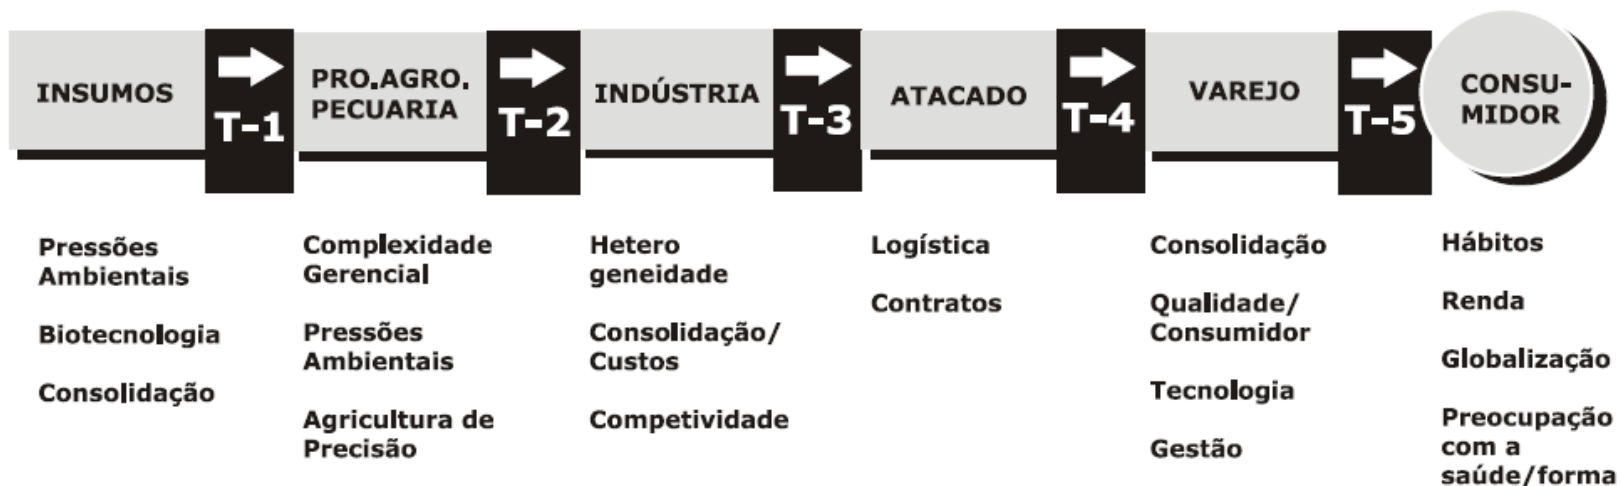 INSUMOS
T-1
PRO.AGRO.
PECUARIA
T-2
INDÚSTRIA
T-3
ATACADO
T-4
VAREJO
T-5
CONSU-
MIDOR
Pressões
Ambientais
Biotecnologia
Consolidação
Complexidade
Gerencial
Pressões
Ambientais
Agricultura de
Precisão
Hetero
geneidade
Consolidação/
Custos
Competividade
Logística
Contratos
Consolidação
Qualidade/
Consumidor
Tecnologia
Gestão
Hábitos
Renda
Globalização
Preocupação
com a
saúde/forma